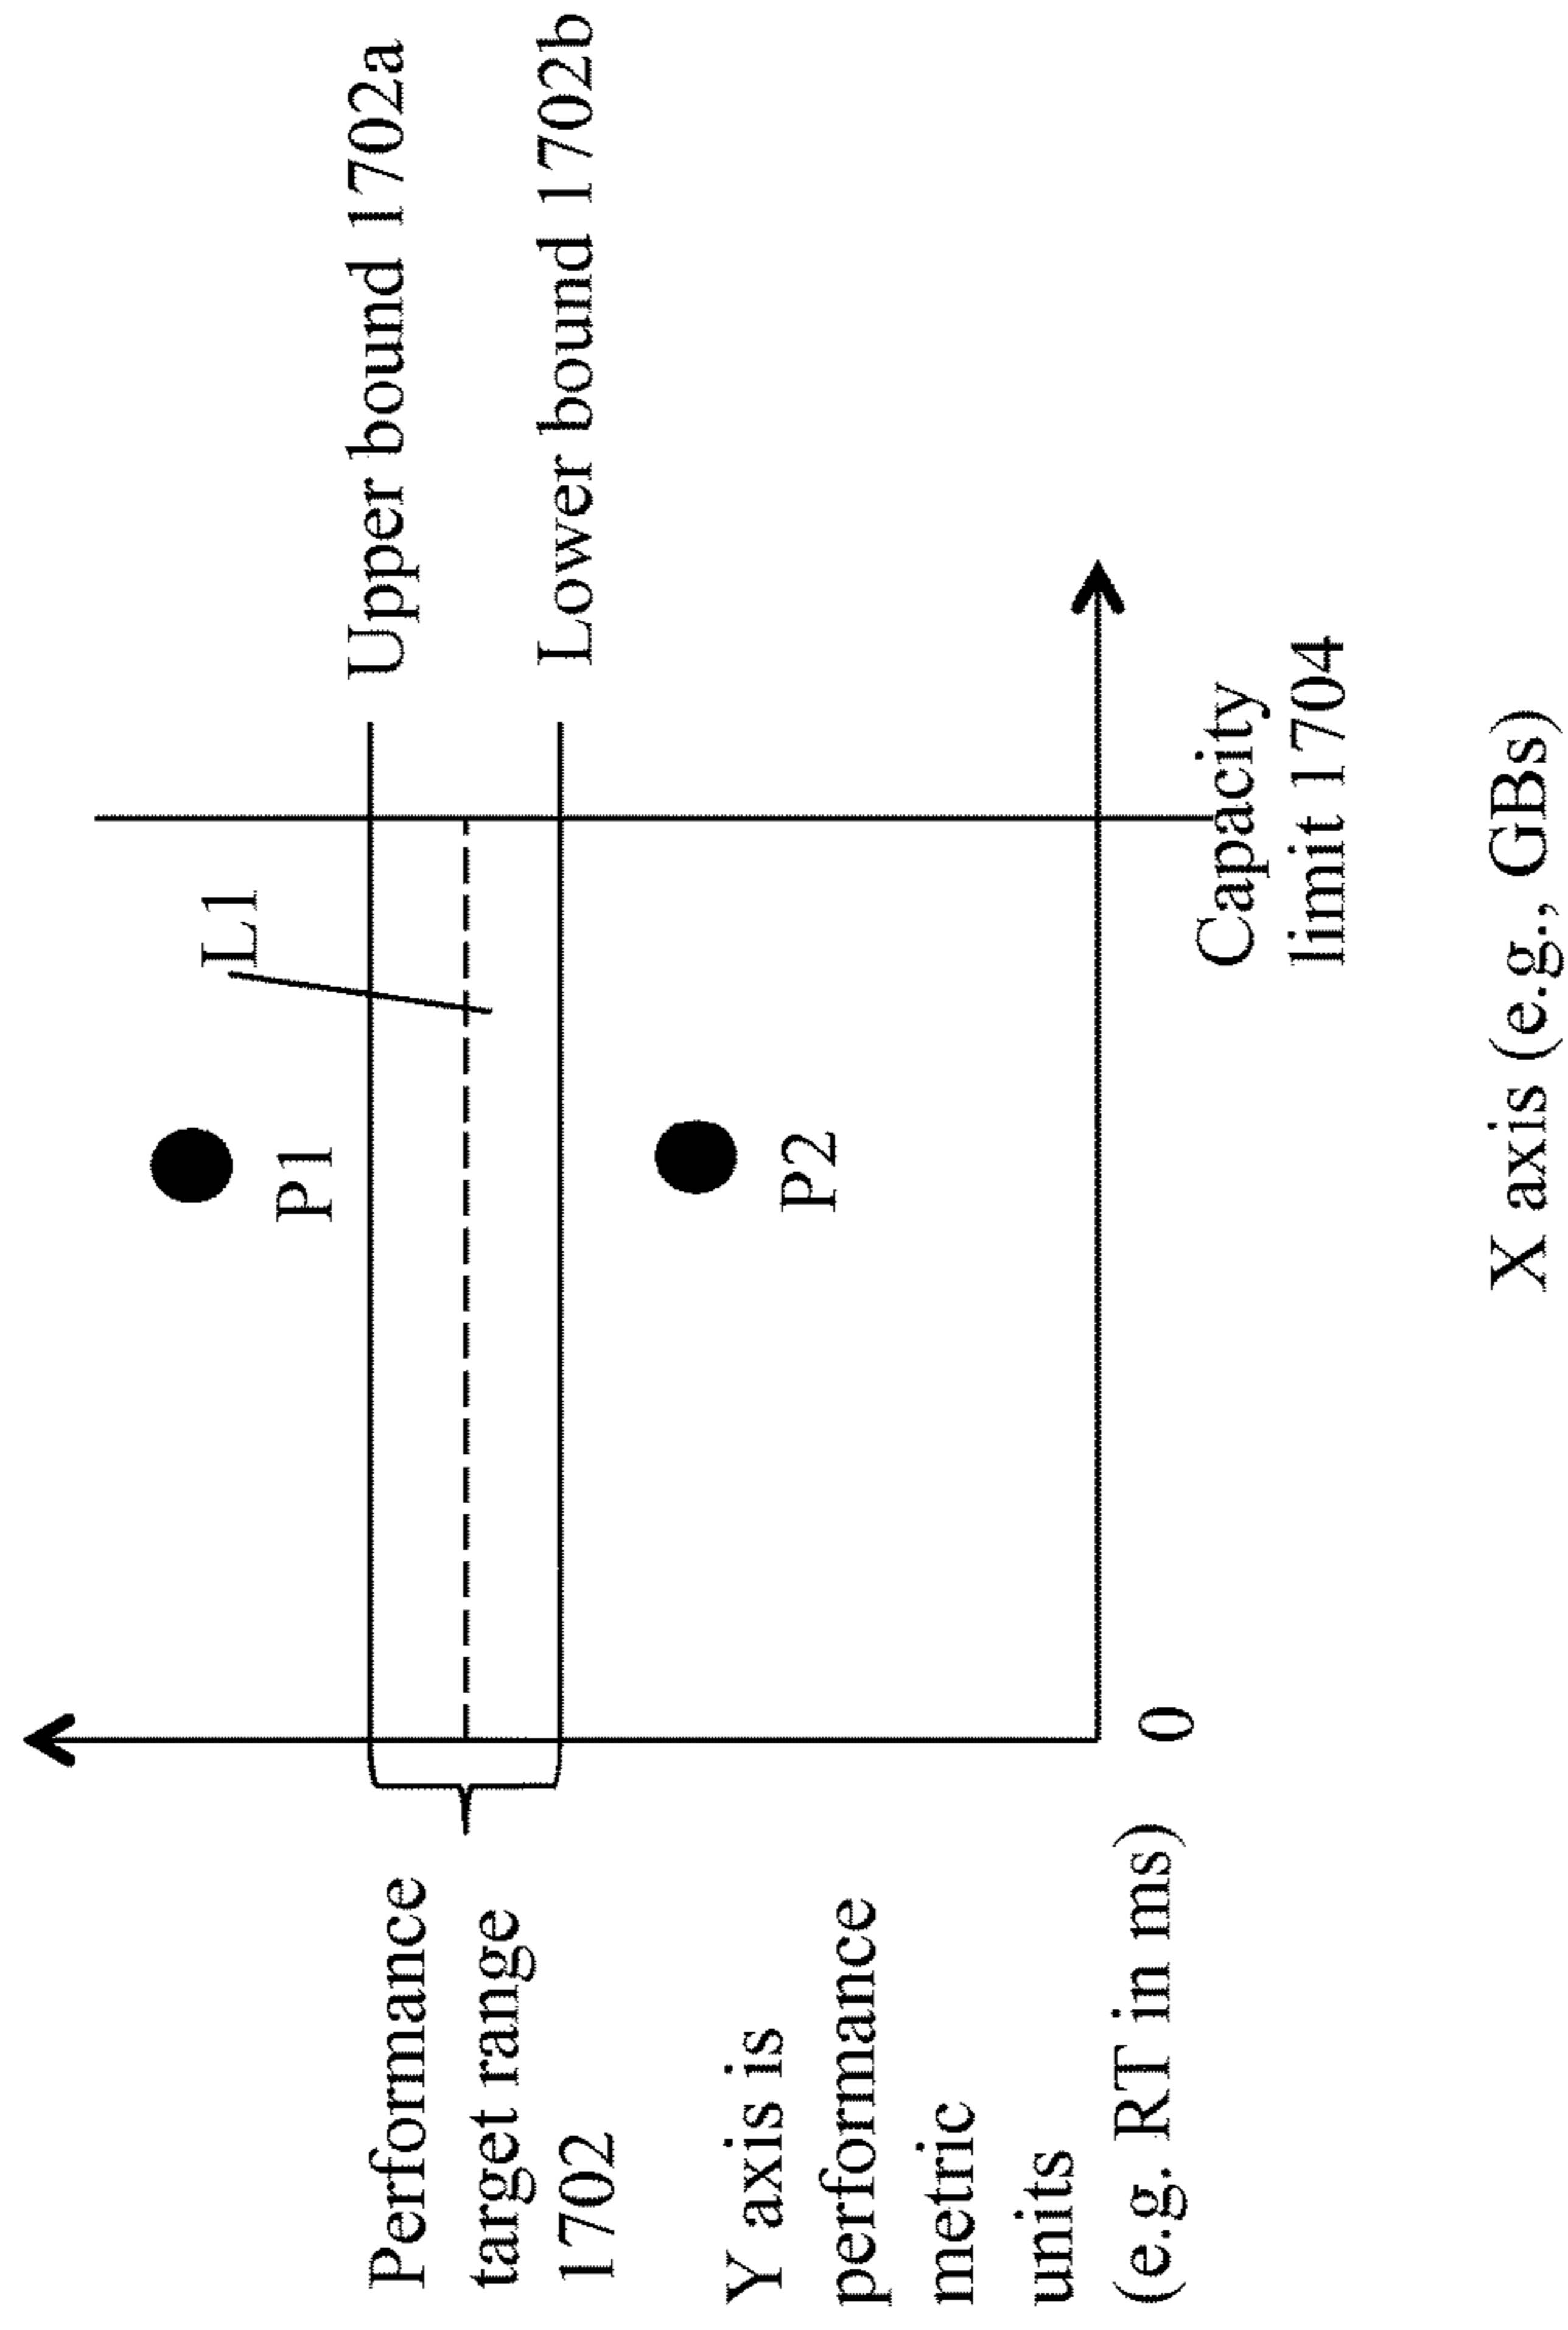 Upper bound 1702a
Lower bound 1702b
L1
P1
P2
Performance
target range
1702
Y axis is
performance
metric
units
(e.g. RT in ms)
0
Capacity
limit 1704
X axis (e.g., GBs)